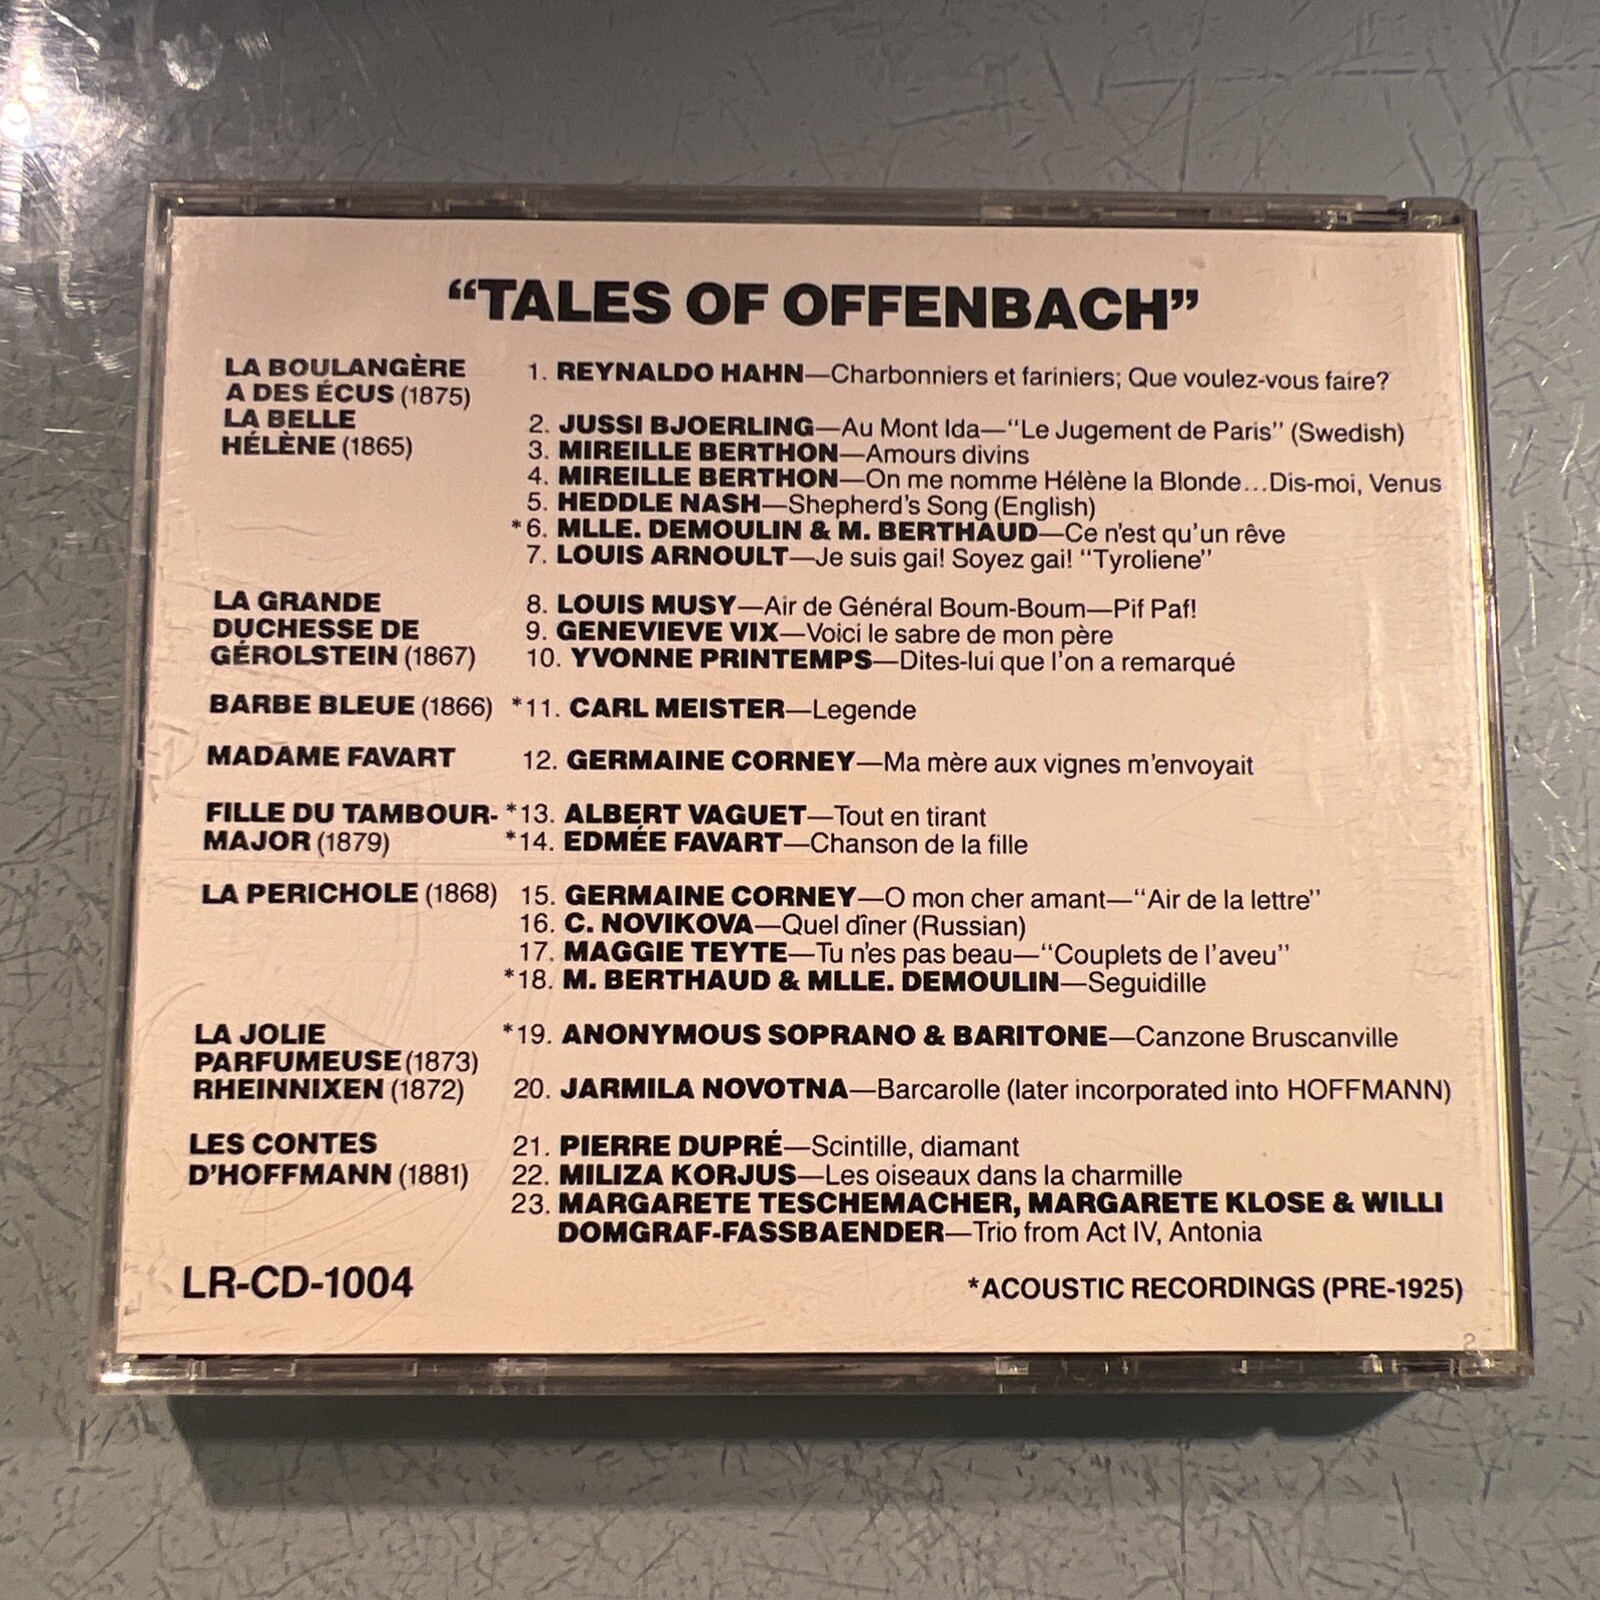 “TALES OF OFFENBACH”
LA BOULANGÈRE
A DES ÉCUS (1875)
1. REYNALDO HAHN—Charbonniers et fariniers; Que voulez-vous faire?
LA BELLE
HÉLÈNE (1865)
2. JUSSI BJOERLING—Au Mont Ida—“Le Jugement de Paris” (Swedish)
3. MIREILLE BERTHON—Amours divins
4. MIREILLE BERTHON—On me nomme Hélène la Blonde...Dis-moi, Venus
5. HEDDLE NASH—Shepherd’s Song (English)
*6. MLLE. DEMOULIN & M. BERTHAUD—Ce n’est qu’un rêve
7. LOUIS ARNOULT—Je suis gai! Soyez gai! “Tyroliene”
LA GRANDE
DUCHESSE DE
GÉROLSTEIN (1867)
8. LOUIS MUSY—Air de Général Boum-Boum—Pif Paf!
9. GENEVIEVE VIX—Voici le sabre de mon père
10. YVONNE PRINTEMPS—Dites-lui que l’on a remarqué
BARBE BLEUE (1866)
*11. CARL MEISTER—Legende
MADAME FAVART
12. GERMAINE CORNEY—Ma mère aux vignes m’envoyait
FILLE DU TAMBOUR-
MAJOR (1879)
*13. ALBERT VAGUET—Tout en tirant
*14. EDMÉE FAVART—Chanson de la fille
LA PERICHOLE (1868)
15. GERMAINE CORNEY—O mon cher amant—“Air de la lettre”
16. C. NOVIKOVA—Quel dîner (Russian)
17. MAGGIE TEYTE—Tu n’es pas beau—“Couplets de l’aveu”
*18. M. BERTHAUD & MLLE. DEMOULIN—Seguidille
LA JOLIE
PARFUMEUSE (1873)
*19. ANONYMOUS SOPRANO & BARITONE—Canzone Bruscanville
RHEINNIXEN (1872)
20. JARMILA NOVOTNA—Barcarolle (later incorporated into HOFFMANN)
LES CONTES
D’HOFFMANN (1881)
21. PIERRE DUPRÉ—Scintille, diamant
22. MILIZA KORJUS—Les oiseaux dans la charmille
23. MARGARETE TESCHEMACHER, MARGARETE KLOSE & WILLI
DOMGRAF-FASSBAENDER—Trio from Act IV, Antonia
LR-CD-1004
*ACOUSTIC RECORDINGS (PRE-1925)
2